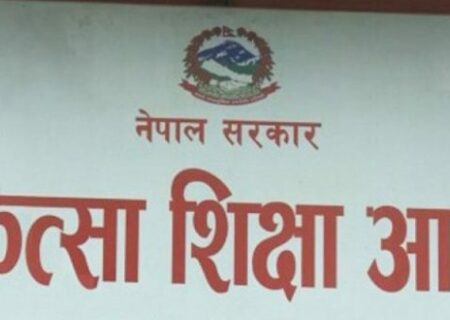 नेपाल सरकार
कित्सा शिक्षा आ